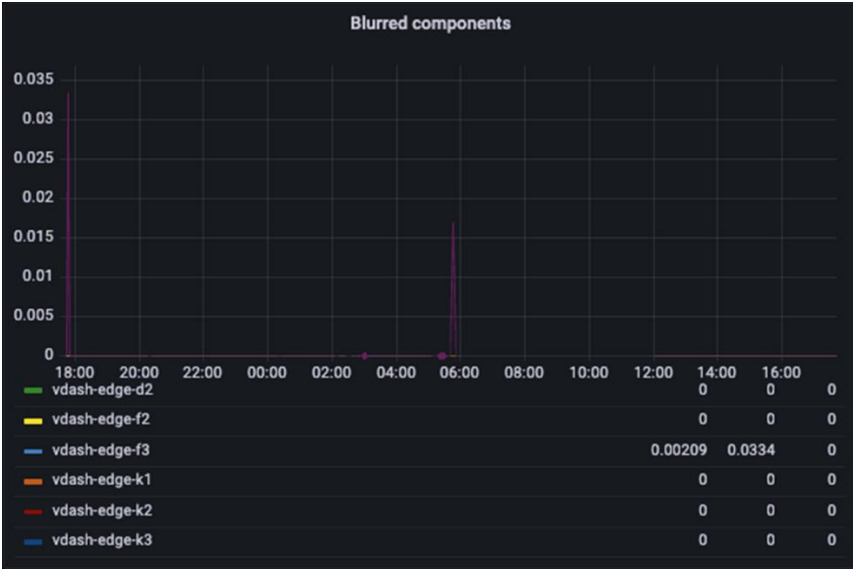 Blurred components
0.035
0.03
0.025
0.02
0.015
0.01
0.005
0
18:00 20:00 22:00 00:00 02:00 04:00 06:00 08:00 10:00 12:00 14:00 16:00
vdash-edge-d2 0 0 0
vdash-edge-f2 0 0 0
vdash-edge-f3 0.00209 0.0334 0
vdash-edge-k1 0 0 0
vdash-edge-k2 0 0 0
vdash-edge-k3 0 0 0